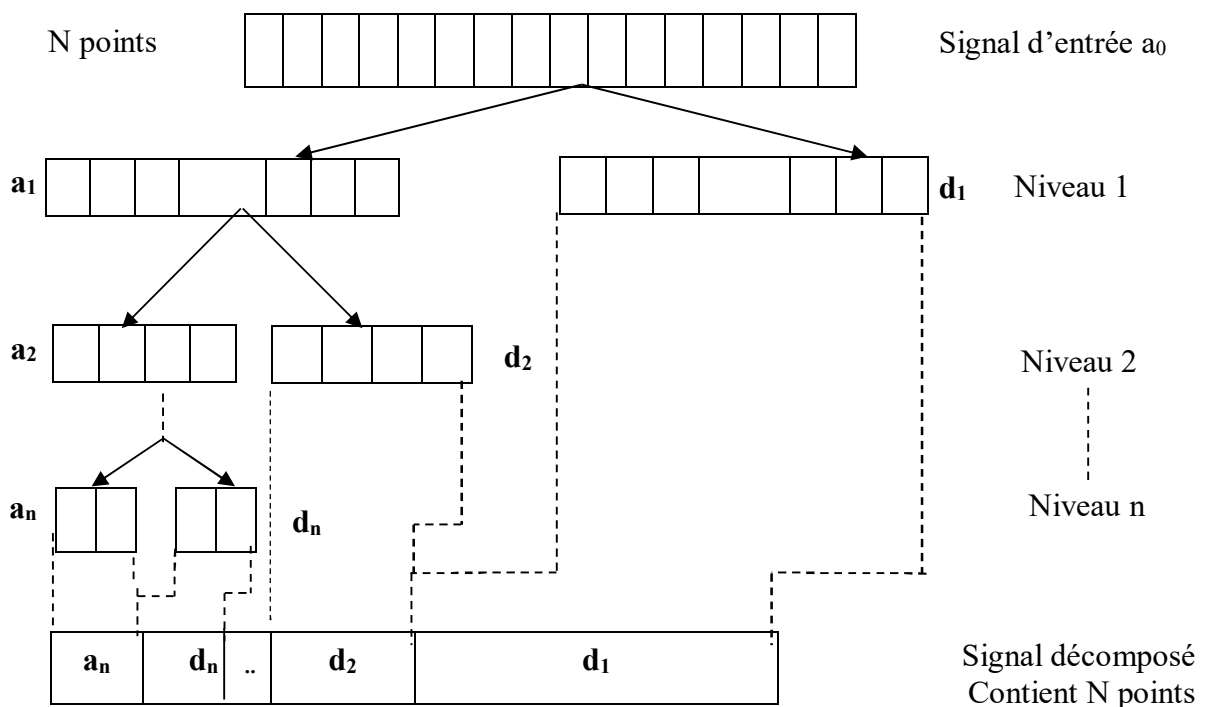 N points
Signal d’entrée a0
a1
d1
Niveau 1
a2
d2
Niveau 2
an
dn
Niveau n
an
dn
..
d2
d1
Signal décomposé
Contient N points